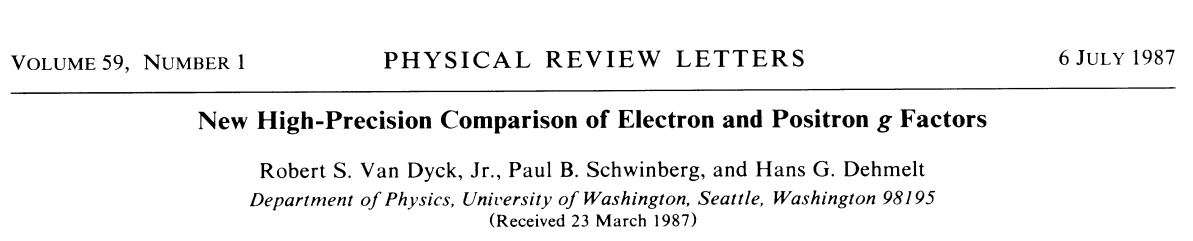 VOLUME 59, NUMBER 1 PHYSICAL REVIEW LETTERS 6 JULY 1987
New High-Precision Comparison of Electron and Positron g Factors
Robert S. Van Dyck, Jr., Paul B. Schwinberg, and Hans G. Dehmelt
Department of Physics, University of Washington, Seattle, Washington 98195
(Received 23 March 1987)